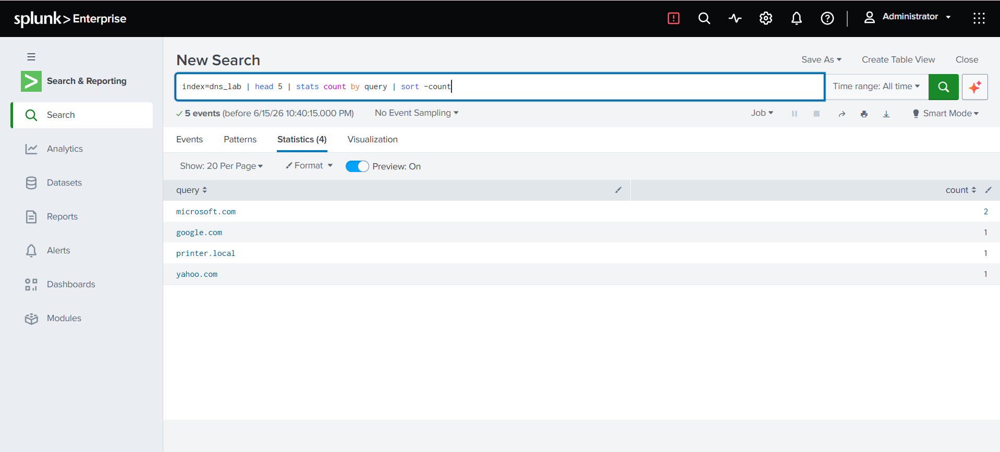 splunk>Enterprise
Administrator
Search & Reporting
Search
Analytics
Datasets
Reports
Alerts
Dashboards
Modules
New Search
Save As
Create Table View
Close
index=dns_lab | head 5 | stats count by query | sort -count
Time range: All time
5 events (before 6/15/26 10:40:15.000 PM)
No Event Sampling
Job
Smart Mode
Events
Patterns
Statistics (4)
Visualization
Show: 20 Per Page
Format
Preview: On
query
count
microsoft.com
2
google.com
1
printer.local
1
yahoo.com
1